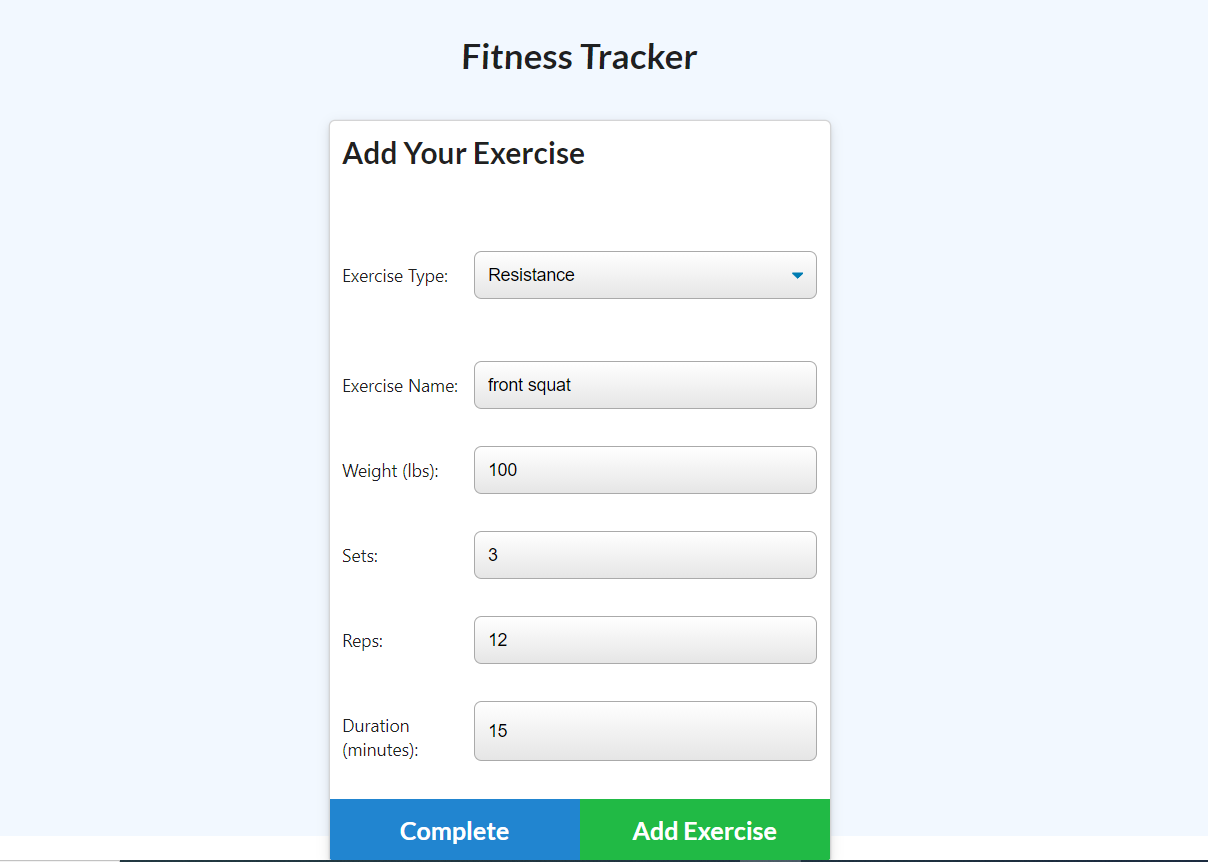 Fitness Tracker
Add Your Exercise
Exercise Type: Resistance
Exercise Name: front squat
Weight (lbs): 100
Sets: 3
Reps: 12
Duration
(minutes): 15
Complete Add Exercise